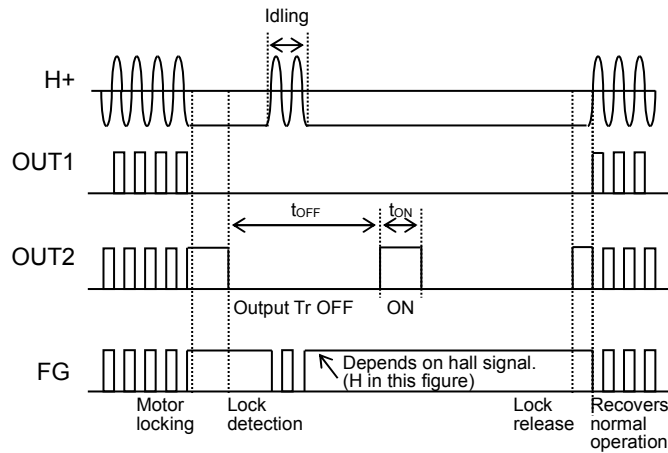 Idling
H+
OUT1
tOFF
tON
OUT2
Output Tr OFF
ON
FG
Depends on hall signal.
(H in this figure)
Motor
locking
Lock
detection
Lock
release
Recovers
normal
operation